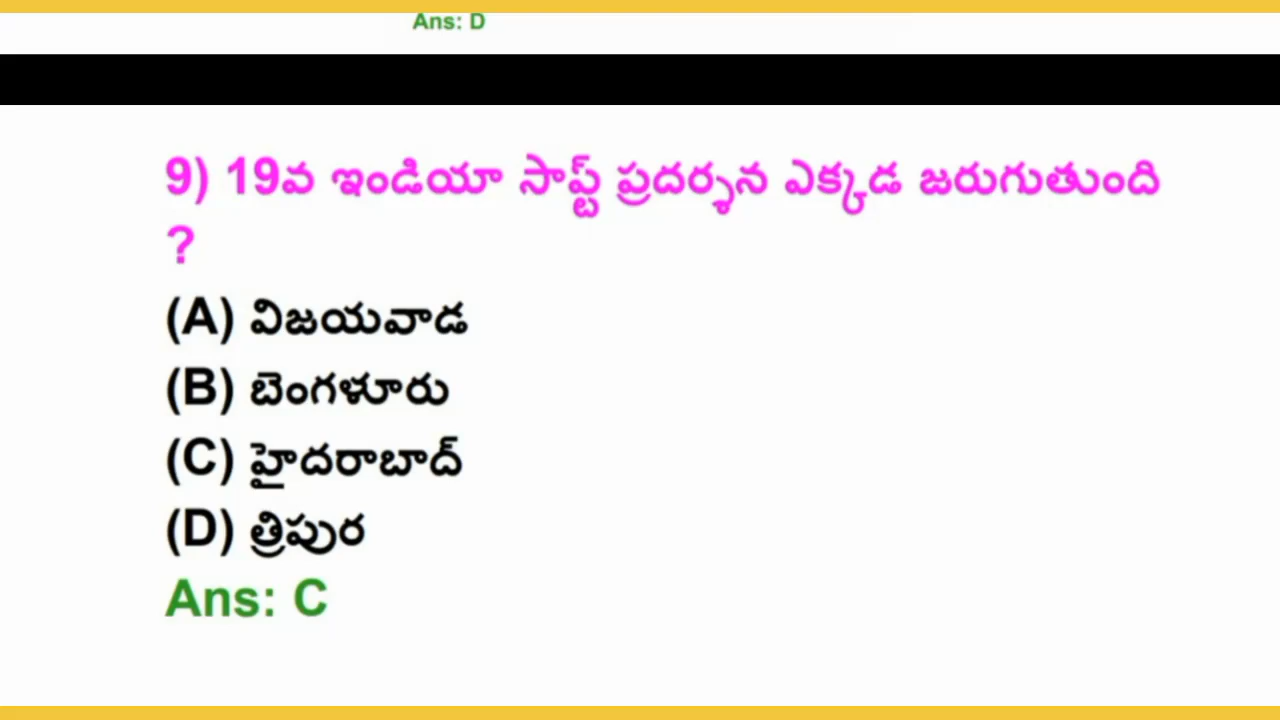 Ans: D
9) 19వ ఇండియా సాప్ట్ ప్రదర్శన ఎక్కడ జరుగుతుంది
?
(A) విజయవాడ
(B) బెంగళూరు
(C) హైదరాబాద్
(D) త్రిపుర
Ans: C